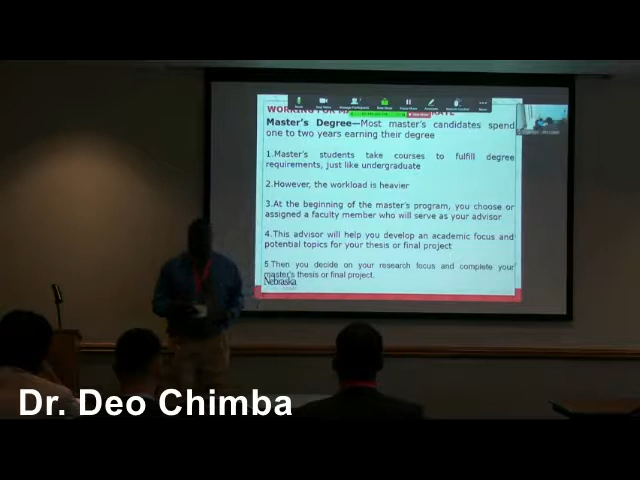 WORKING FOR
Master's Degree—Most master's candidates spend
one to two years earning their degree
1.Master's students take courses to fulfill degree
requirements, just like undergraduate
2.However, the workload is heavier
3.At the beginning of the master's program, you choose or
assigned a faculty member who will serve as your advisor
4.This advisor will help you develop an academic focus and
potential topics for your thesis or final project
5.Then you decide on your research focus and complete your
master's thesis or final project.
Nebraska
Dr. Deo Chimba